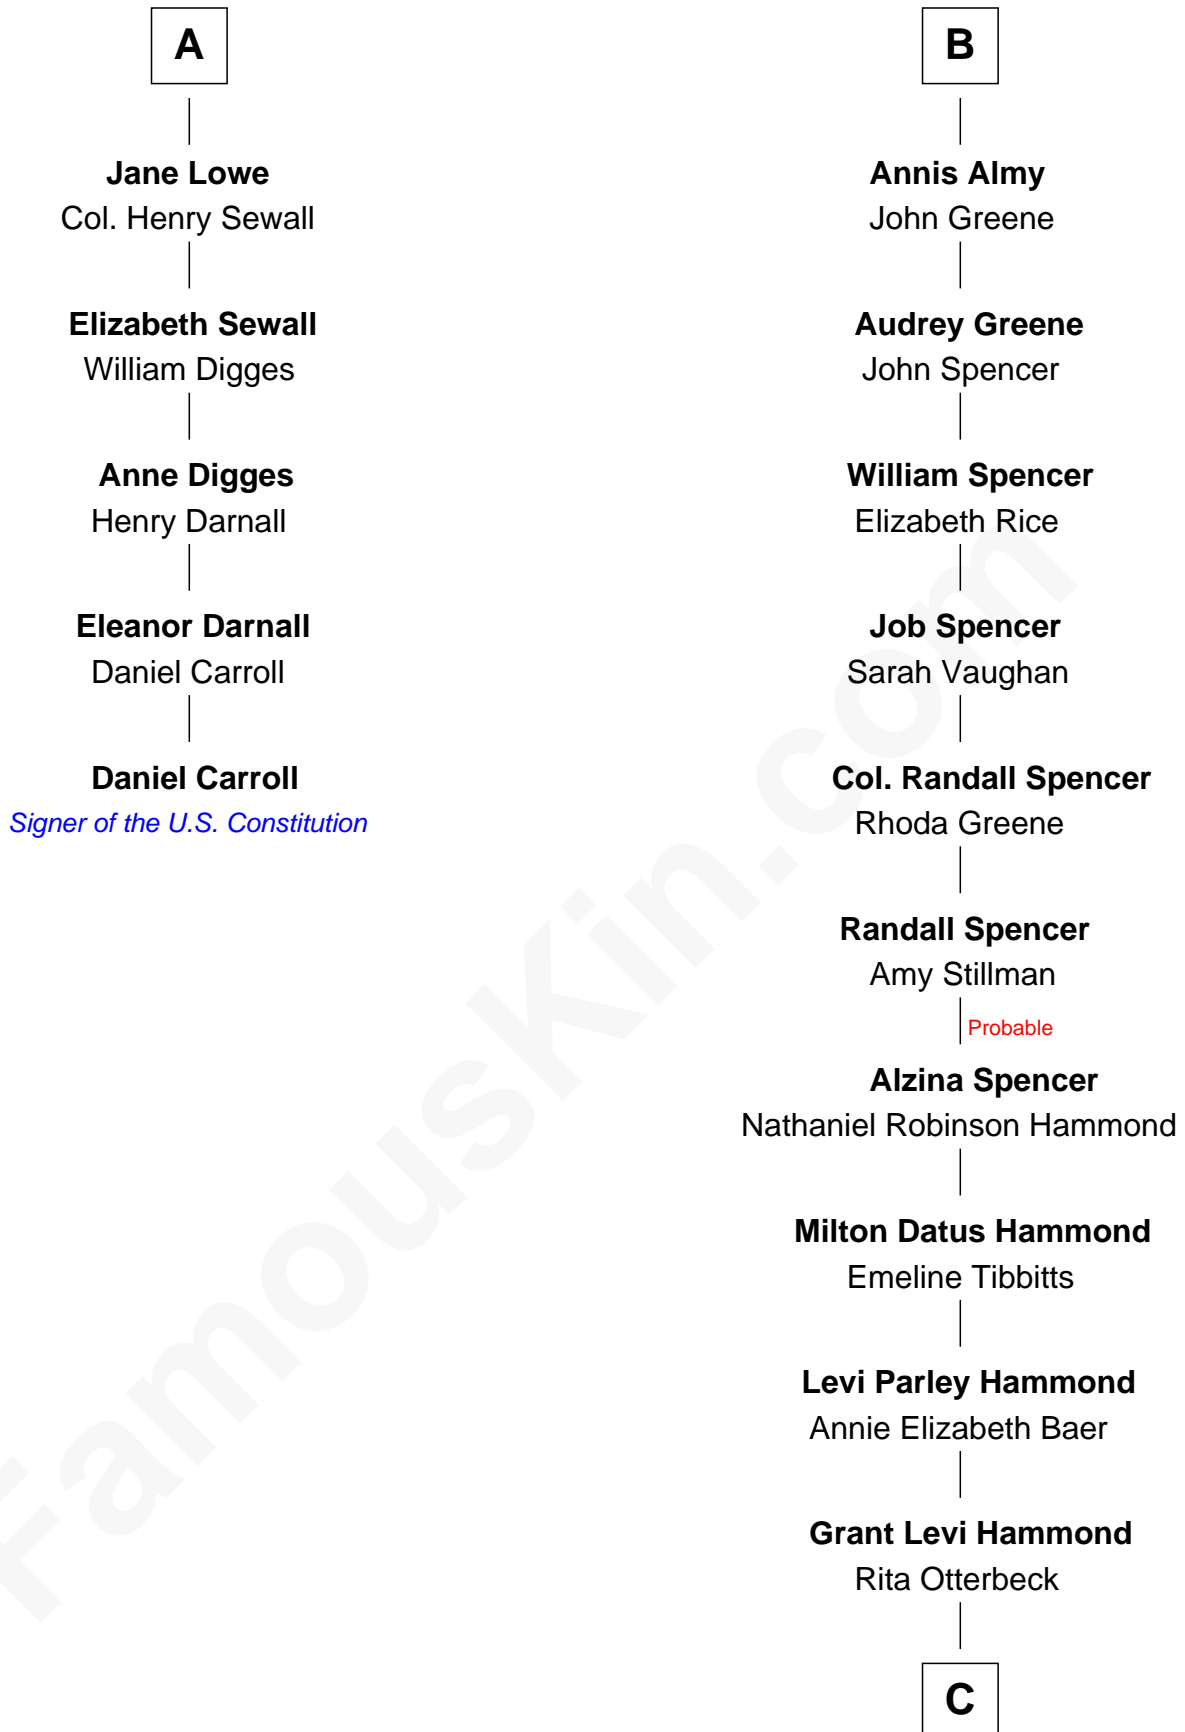 A
Jane Lowe
Col. Henry Sewall
Elizabeth Sewall
William Digges
Anne Digges
Henry Darnall
Eleanor Darnall
Daniel Carroll
Daniel Carroll
Signer of the U.S. Constitution
B
Annis Almy
John Greene
Audrey Greene
John Spencer
William Spencer
Elizabeth Rice
Job Spencer
Sarah Vaughan
Col. Randall Spencer
Rhoda Greene
Randall Spencer
Amy Stillman
Probable
Alzina Spencer
Nathaniel Robinson Hammond
Milton Datus Hammond
Emeline Tibbitts
Levi Parley Hammond
Annie Elizabeth Baer
Grant Levi Hammond
Rita Otterbeck
C
FamousKin.com